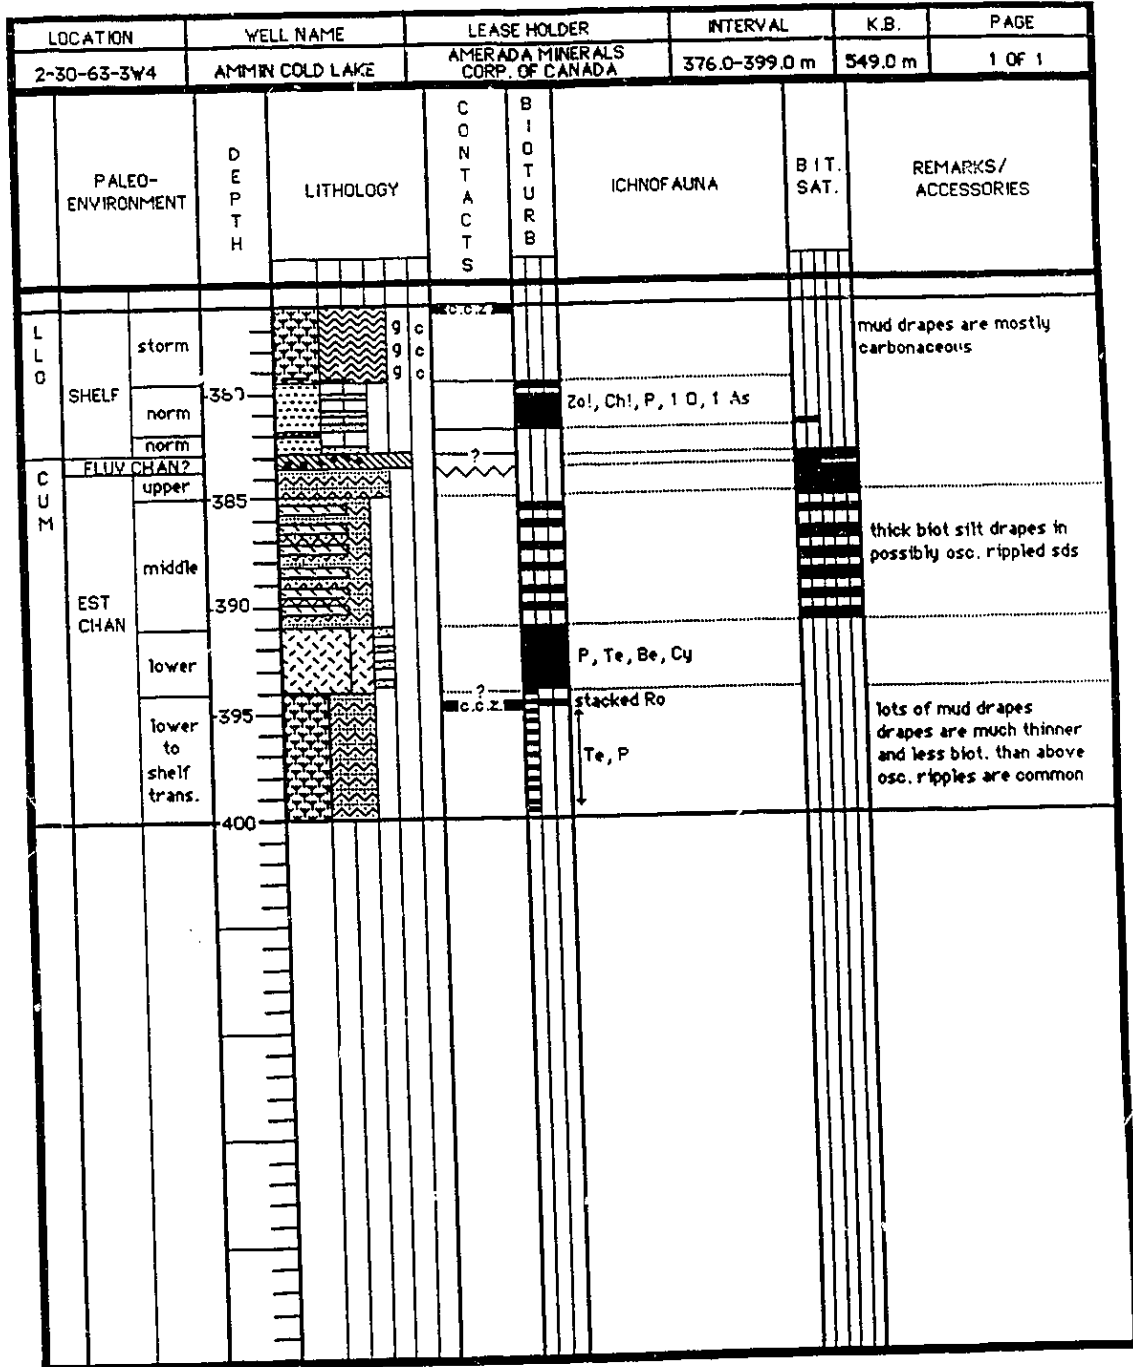 LOCATION WELL NAME LEASE HOLDER INTERVAL K.B. PAGE
2-30-63-3W4 AMMIN COLD LAKE AMERADA MINERALS CORP. OF CANADA 376.0-399.0 m 549.0 m 1 OF 1
PALEO-
ENVIRONMENT
DEPTH
LITHOLOGY
CONTACTS
BIOTURB
ICHNOFAUNA
BIT.
SAT.
REMARKS/
ACCESSORIES
LLO
SHELF
storm
g c
g c
g c
c.c.z
mud drapes are mostly
carbonaceous
380
norm
Zo!, Ch!, P, 1 O, 1 As
norm
?
CUM
FLUV CHAN?
upper
385
EST
CHAN
middle
thick biot silt drapes in
possibly osc. rippled sds
390
lower
P, Te, Be, Cy
?
c.c.z.
stacked Ro
395
lower
to
shelf
trans.
Te, P
lots of mud drapes
drapes are much thinner
and less biot. than above
osc. ripples are common
400